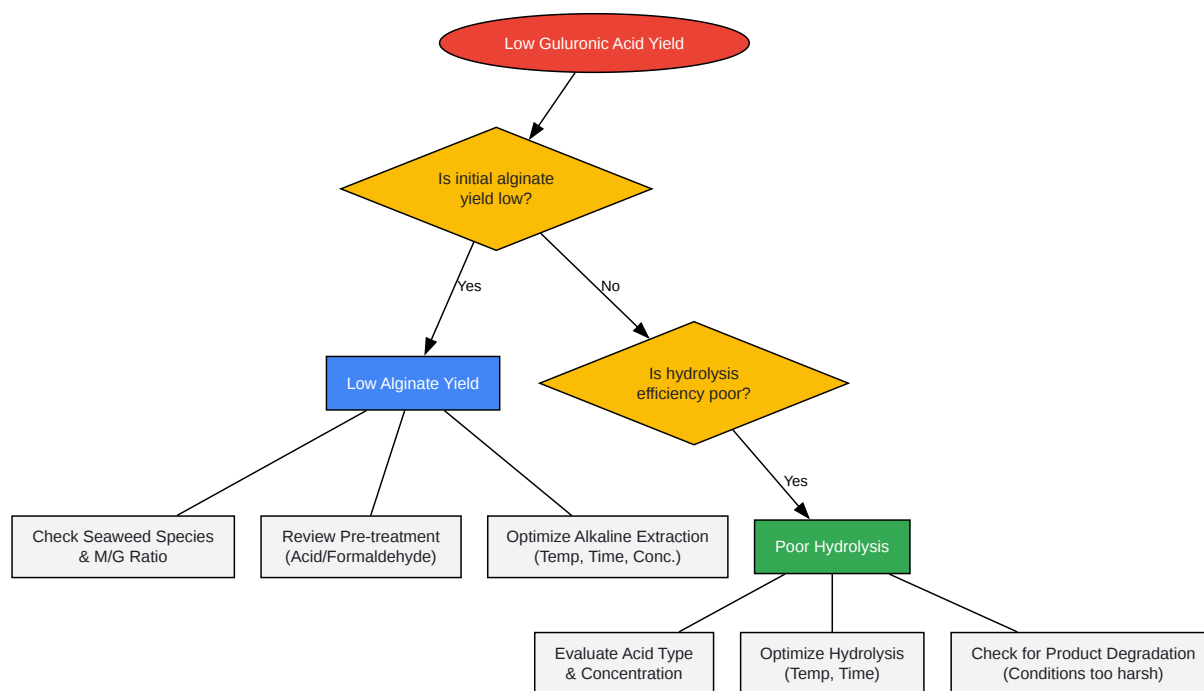 Low Guluronic Acid Yield
Is initial alginate
yield low?
Yes
No
Low Alginate Yield
Is hydrolysis
efficiency poor?
Yes
Check Seaweed Species
& M/G Ratio
Review Pre-treatment
(Acid/Formaldehyde)
Optimize Alkaline Extraction
(Temp, Time, Conc.)
Poor Hydrolysis
Evaluate Acid Type
& Concentration
Optimize Hydrolysis
(Temp, Time)
Check for Product Degradation
(Conditions too harsh)